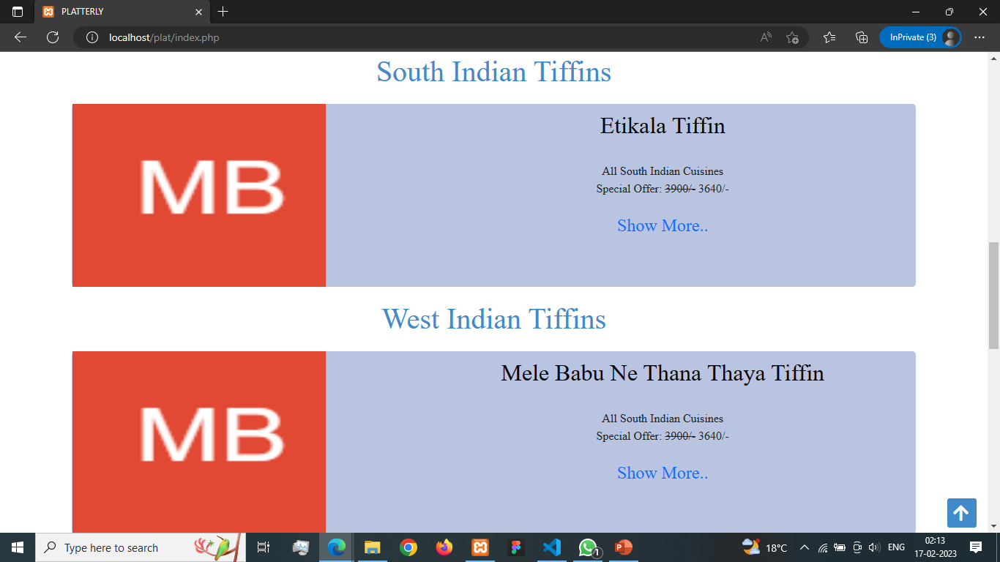 PLATTERLY
localhost/plat/index.php
InPrivate (3)
South Indian Tiffins
MB
Etikala Tiffin
All South Indian Cuisines
Special Offer: 3900/- 3640/-
Show More..
West Indian Tiffins
MB
Mele Babu Ne Thana Thaya Tiffin
All South Indian Cuisines
Special Offer: 3900/- 3640/-
Show More..
Type here to search
1
18°C
ENG
02:13
17-02-2023